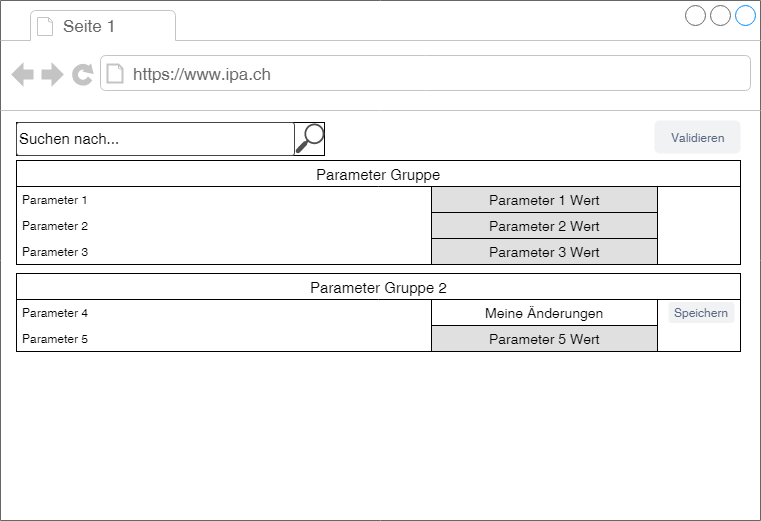 Seite 1
https://www.ipa.ch
Suchen nach...
Validieren
Parameter Gruppe
Parameter 1
Parameter 1 Wert
Parameter 2
Parameter 2 Wert
Parameter 3
Parameter 3 Wert
Parameter Gruppe 2
Parameter 4
Meine Änderungen
Speichern
Parameter 5
Parameter 5 Wert